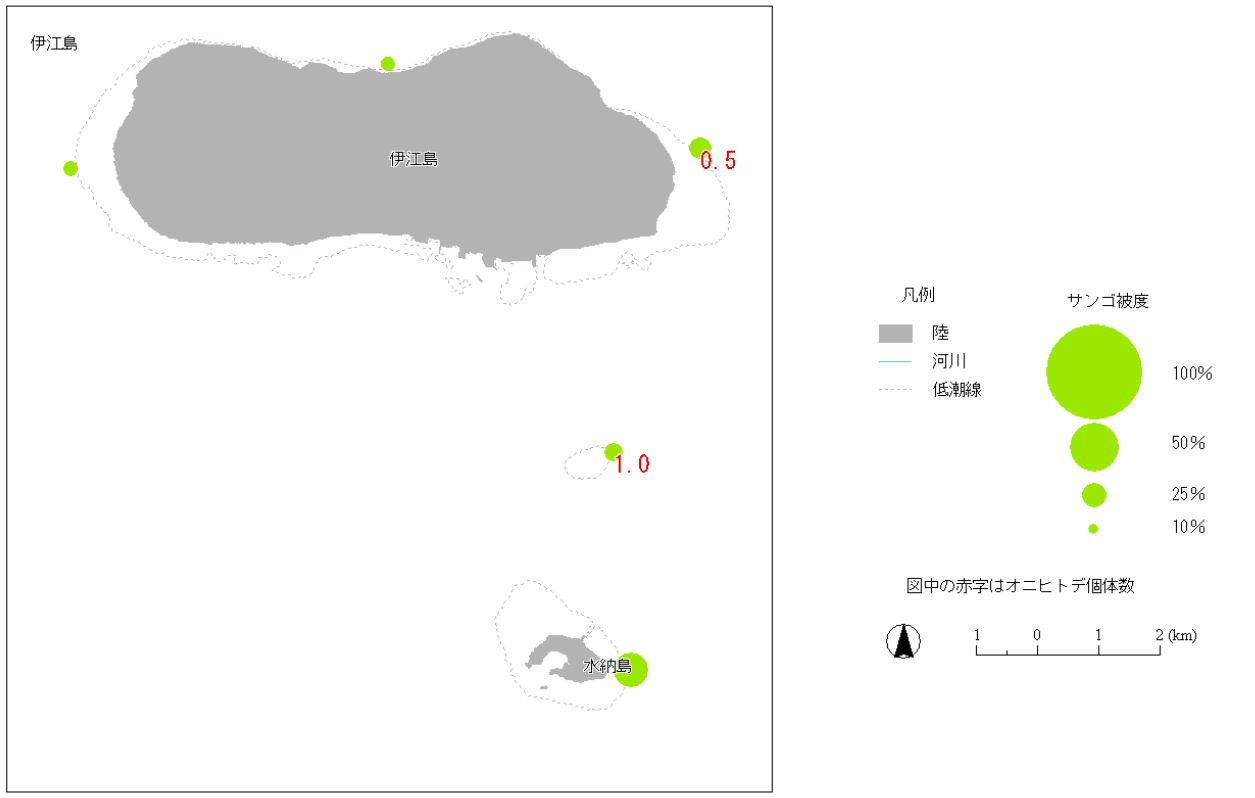 伊江島
伊江島
0.5
1.0
水納島
凡例
陸
河川
低潮線
サンゴ被度
100%
50%
25%
10%
図中の赤字はオニヒトデ個体数
1 0 1 2 (km)